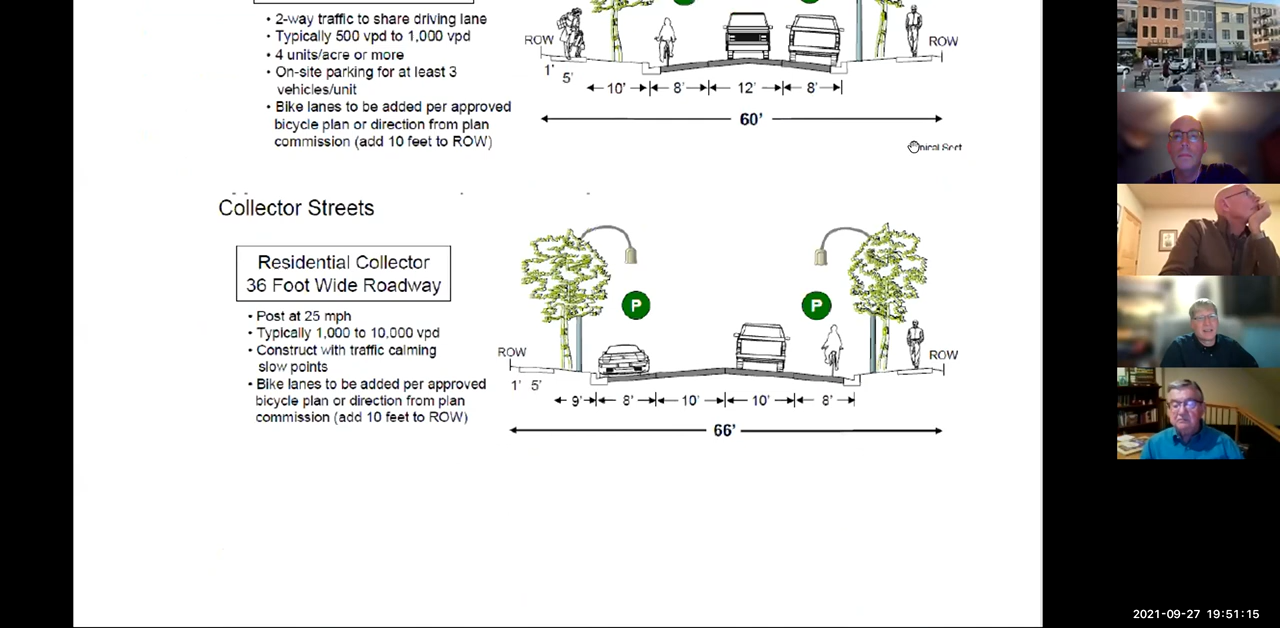 • 2-way traffic to share driving lane
• Typically 500 vpd to 1,000 vpd
• 4 units/acre or more
• On-site parking for at least 3
vehicles/unit
• Bike lanes to be added per approved
bicycle plan or direction from plan
commission (add 10 feet to ROW)
ROW
ROW
1'
5'
10'
8'
12'
8'
60'
Collector Streets
Residential Collector
36 Foot Wide Roadway
• Post at 25 mph
• Typically 1,000 to 10,000 vpd
• Construct with traffic calming
slow points
• Bike lanes to be added per approved
bicycle plan or direction from plan
commission (add 10 feet to ROW)
P
P
ROW
ROW
1' 5'
9'
8'
10'
10'
8'
66'
2021-09-27 19:51:15